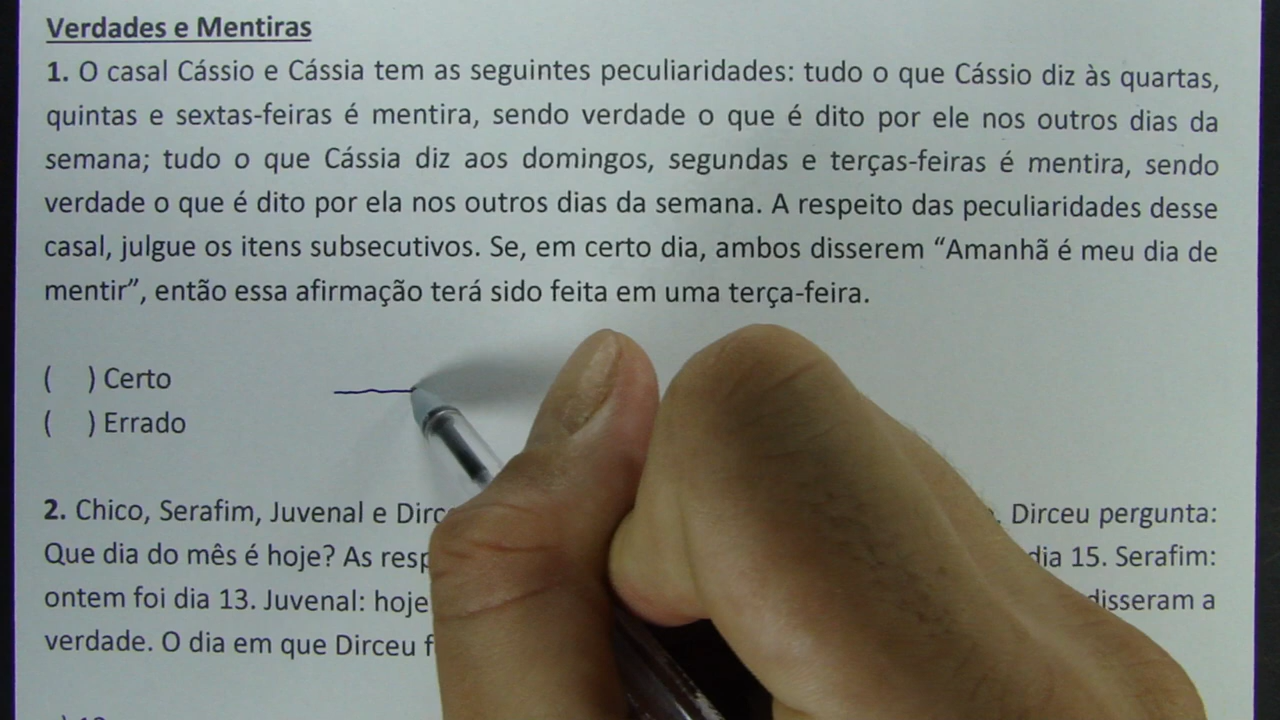 Verdades e Mentiras
1. O casal Cássio e Cássia tem as seguintes peculiaridades: tudo o que Cássio diz às quartas,
quintas e sextas-feiras é mentira, sendo verdade o que é dito por ele nos outros dias da
semana; tudo o que Cássia diz aos domingos, segundas e terças-feiras é mentira, sendo
verdade o que é dito por ela nos outros dias da semana. A respeito das peculiaridades desse
casal, julgue os itens subsecutivos. Se, em certo dia, ambos disserem “Amanhã é meu dia de
mentir”, então essa afirmação terá sido feita em uma terça-feira.
( ) Certo
( ) Errado
2. Chico, Serafim, Juvenal e Dirc Dirceu pergunta:
Que dia do mês é hoje? As resp dia 15. Serafim:
ontem foi dia 13. Juvenal: hoje disseram a
verdade. O dia em que Dirceu f